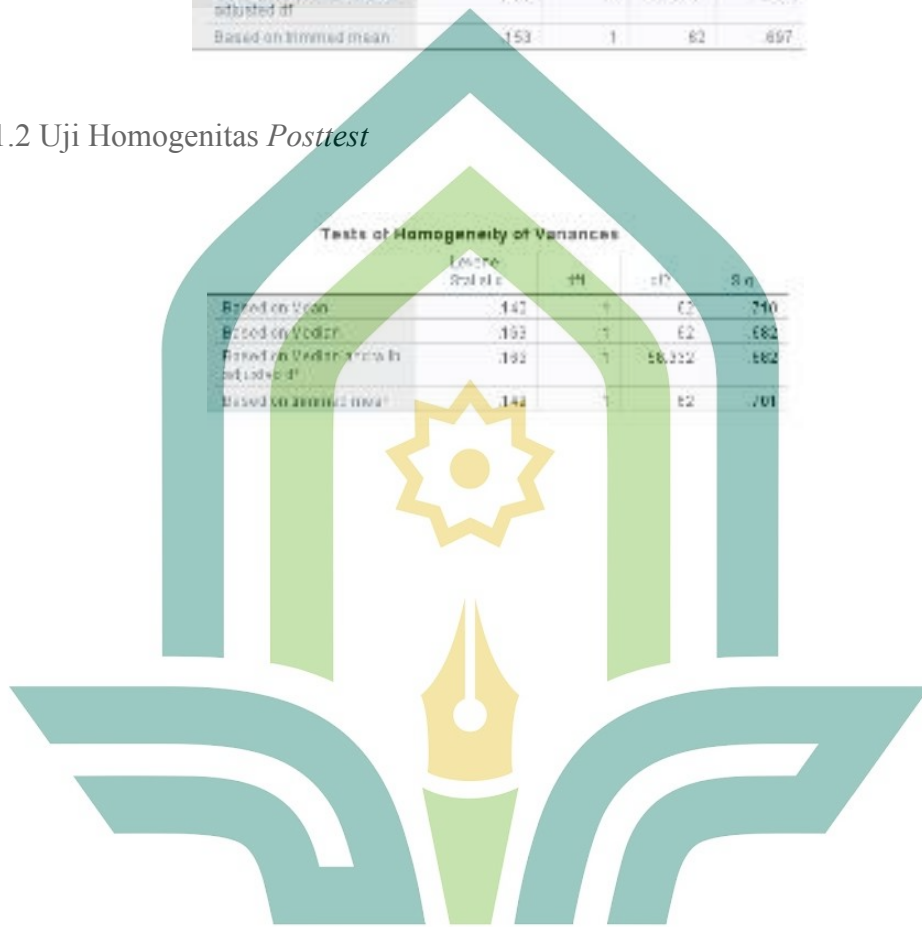 adjusted df
Based on trimmed mean .153 1 62 .697
1.2 Uji Homogenitas Posttest
Tests of Homogeneity of Variances
Levene
Statistic df1 df2 Sig
Based on Mean 1 62 .710
Based on Median .163 1 62 .682
Based on Median and with .163 1 58.332 .682
adjusted df
Based on trimmed mean .148 1 62 .701